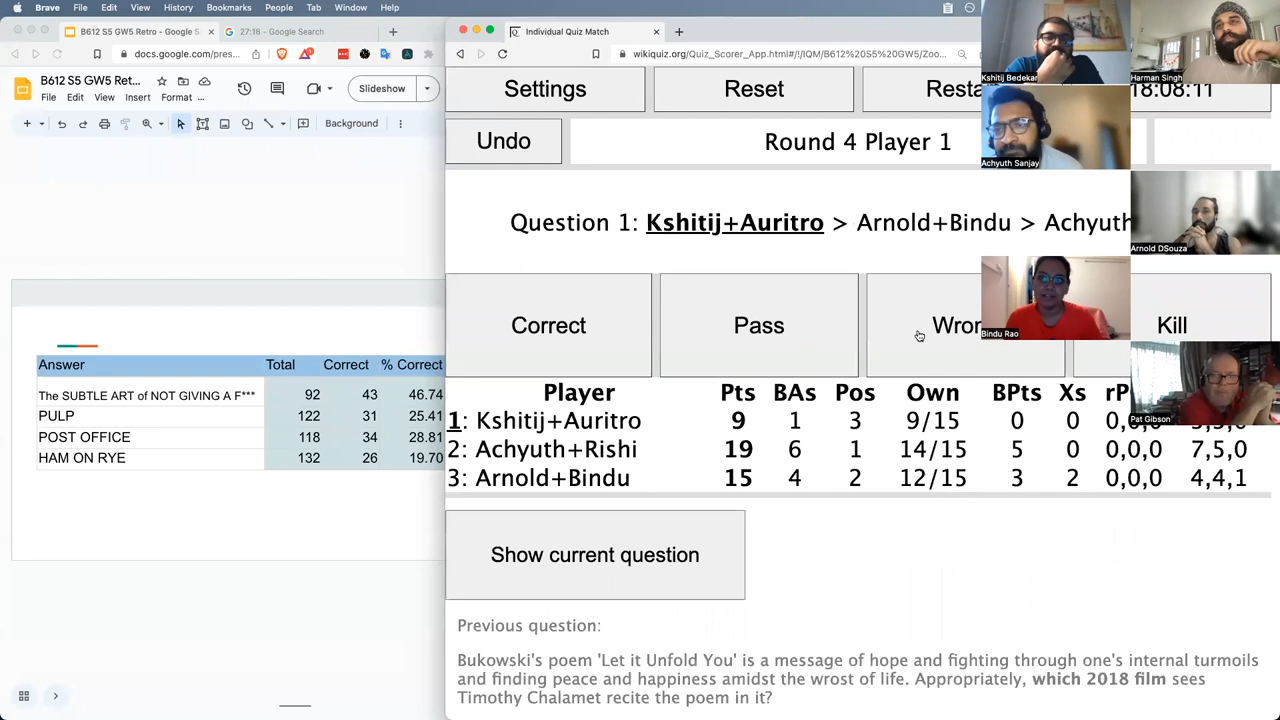 View History Bookmarks Profiles Tab Window Help
B612 S5 GW5 Retro - Google S
27:18 - Google Search
Individual Quiz Match
docs.google.com/pres...
wikiquiz.org/Quiz_Scorer_App.html#/!/IQM/B612%20S5%20GW5/Zoo...
B612 S5 GW5 Ret...
File Edit View Insert Format
Slideshow
Background
Settings
Reset
Resta
18:08:11
Undo
Round 4 Player 1
Question 1: Kshitij+Auritro > Arnold+Bindu > Achyuth
Correct
Pass
Wron
Kill
Player Pts BAs Pos Own BPts Xs rP
1: Kshitij+Auritro 9 1 3 9/15 0 0 0,0,0
2: Achyuth+Rishi 19 6 1 14/15 5 0 0,0,0 7,5,0
3: Arnold+Bindu 15 4 2 12/15 3 2 0,0,0 4,4,1
Show current question
Previous question:
Bukowski's poem 'Let it Unfold You' is a message of hope and fighting through one's internal turmoils
and finding peace and happiness amidst the wrost of life. Appropriately, which 2018 film sees
Timothy Chalamet recite the poem in it?
Answer Total Correct % Correct
The SUBTLE ART of NOT GIVING A F*** 92 43 46.74
PULP 122 31 25.41
POST OFFICE 118 34 28.81
HAM ON RYE 132 26 19.70
Kshitij Bedekar
Harman Singh
Achyuth Sanjay
Arnold DSouza
Bindu Rao
Pat Gibson